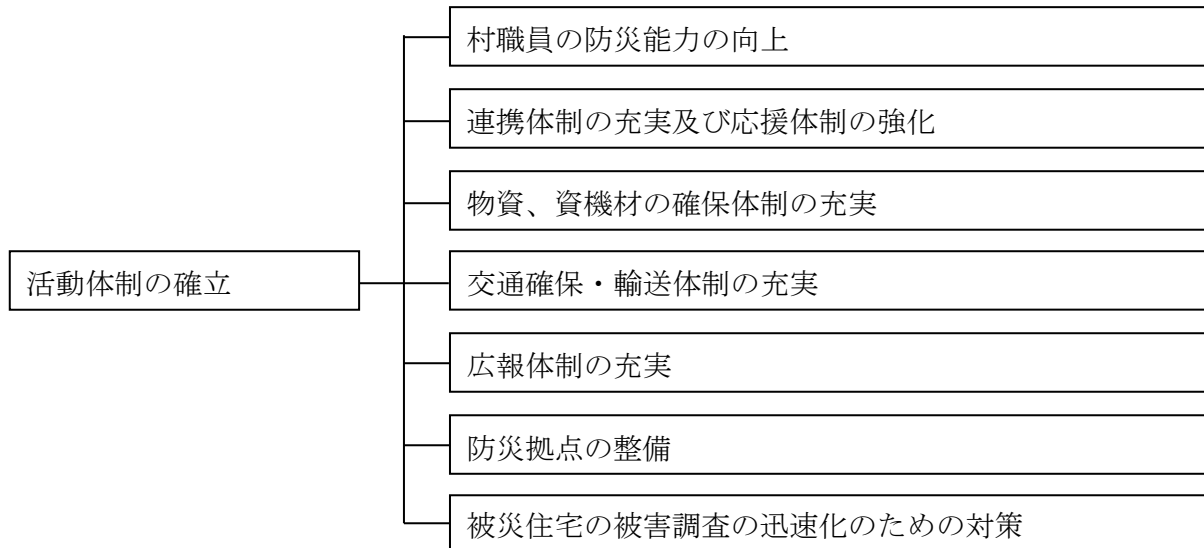 村職員の防災能力の向上
連携体制の充実及び応援体制の強化
物資、資機材の確保体制の充実
活動体制の確立
交通確保・輸送体制の充実
広報体制の充実
防災拠点の整備
被災住宅の被害調査の迅速化のための対策